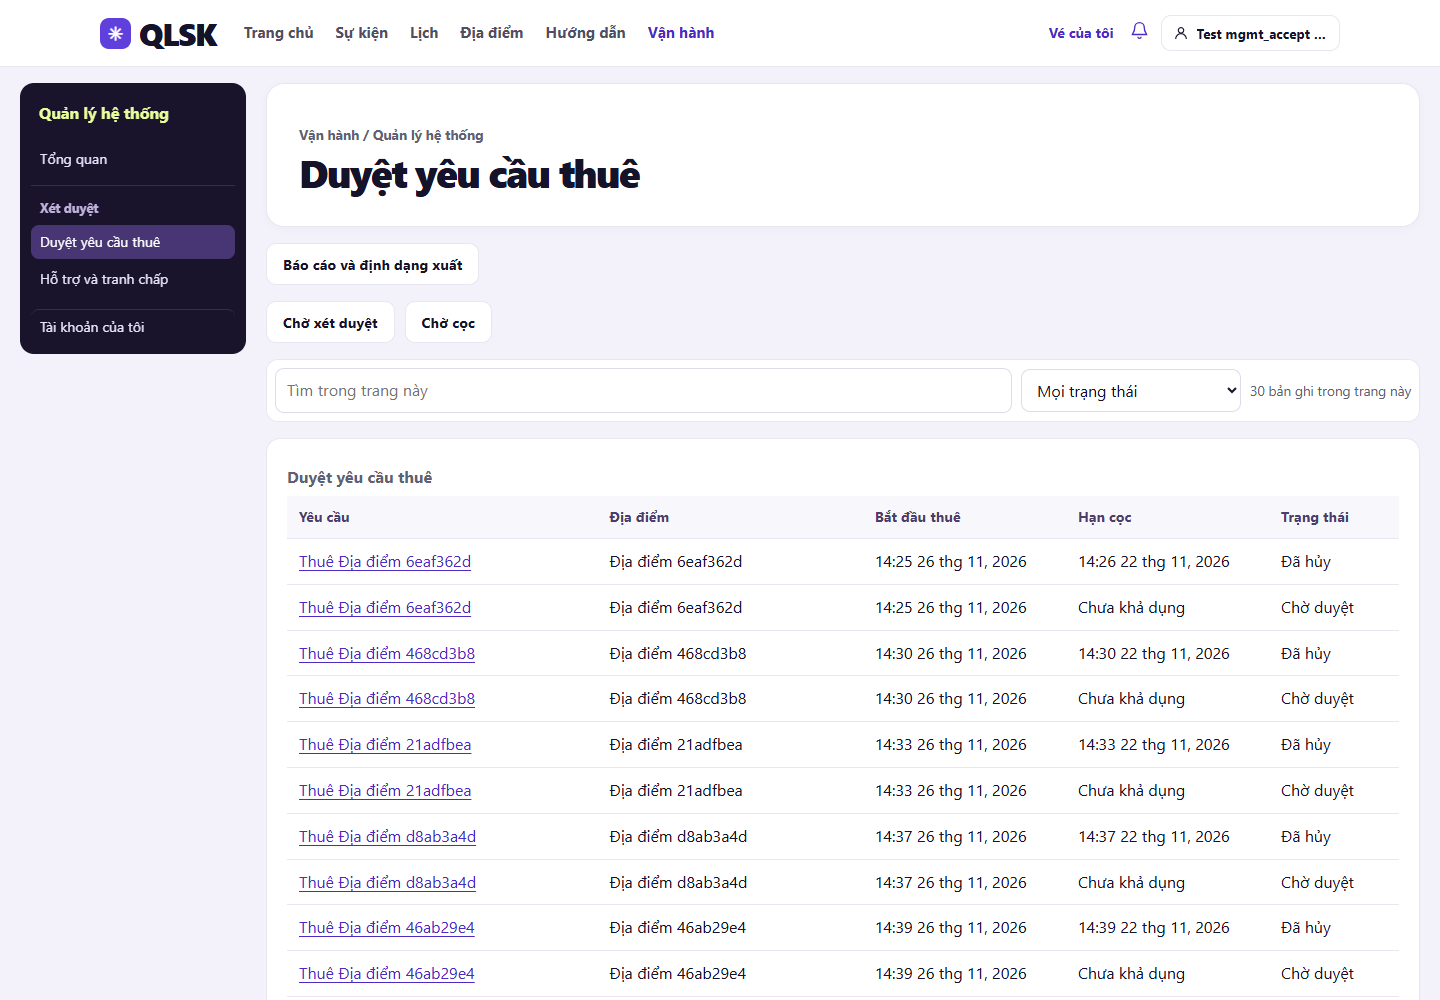 QLSK Trang chủ Sự kiện Lịch Địa điểm Hướng dẫn Vận hành Vé của tôi Test mgmt_accept ...
Quản lý hệ thống
Tổng quan
Xét duyệt
Duyệt yêu cầu thuê
Hỗ trợ và tranh chấp
Tài khoản của tôi
Vận hành / Quản lý hệ thống
Duyệt yêu cầu thuê
Báo cáo và định dạng xuất
Chờ xét duyệt Chờ cọc
Tìm trong trang này Mọi trạng thái 30 bản ghi trong trang này
Duyệt yêu cầu thuê
Yêu cầu Địa điểm Bắt đầu thuê Hạn cọc Trạng thái
Thuê Địa điểm 6eaf362d Địa điểm 6eaf362d 14:25 26 thg 11, 2026 14:26 22 thg 11, 2026 Đã hủy
Thuê Địa điểm 6eaf362d Địa điểm 6eaf362d 14:25 26 thg 11, 2026 Chưa khả dụng Chờ duyệt
Thuê Địa điểm 468cd3b8 Địa điểm 468cd3b8 14:30 26 thg 11, 2026 14:30 22 thg 11, 2026 Đã hủy
Thuê Địa điểm 468cd3b8 Địa điểm 468cd3b8 14:30 26 thg 11, 2026 Chưa khả dụng Chờ duyệt
Thuê Địa điểm 21adfbea Địa điểm 21adfbea 14:33 26 thg 11, 2026 14:33 22 thg 11, 2026 Đã hủy
Thuê Địa điểm 21adfbea Địa điểm 21adfbea 14:33 26 thg 11, 2026 Chưa khả dụng Chờ duyệt
Thuê Địa điểm d8ab3a4d Địa điểm d8ab3a4d 14:37 26 thg 11, 2026 14:37 22 thg 11, 2026 Đã hủy
Thuê Địa điểm d8ab3a4d Địa điểm d8ab3a4d 14:37 26 thg 11, 2026 Chưa khả dụng Chờ duyệt
Thuê Địa điểm 46ab29e4 Địa điểm 46ab29e4 14:39 26 thg 11, 2026 14:39 22 thg 11, 2026 Đã hủy
Thuê Địa điểm 46ab29e4 Địa điểm 46ab29e4 14:39 26 thg 11, 2026 Chưa khả dụng Chờ duyệt